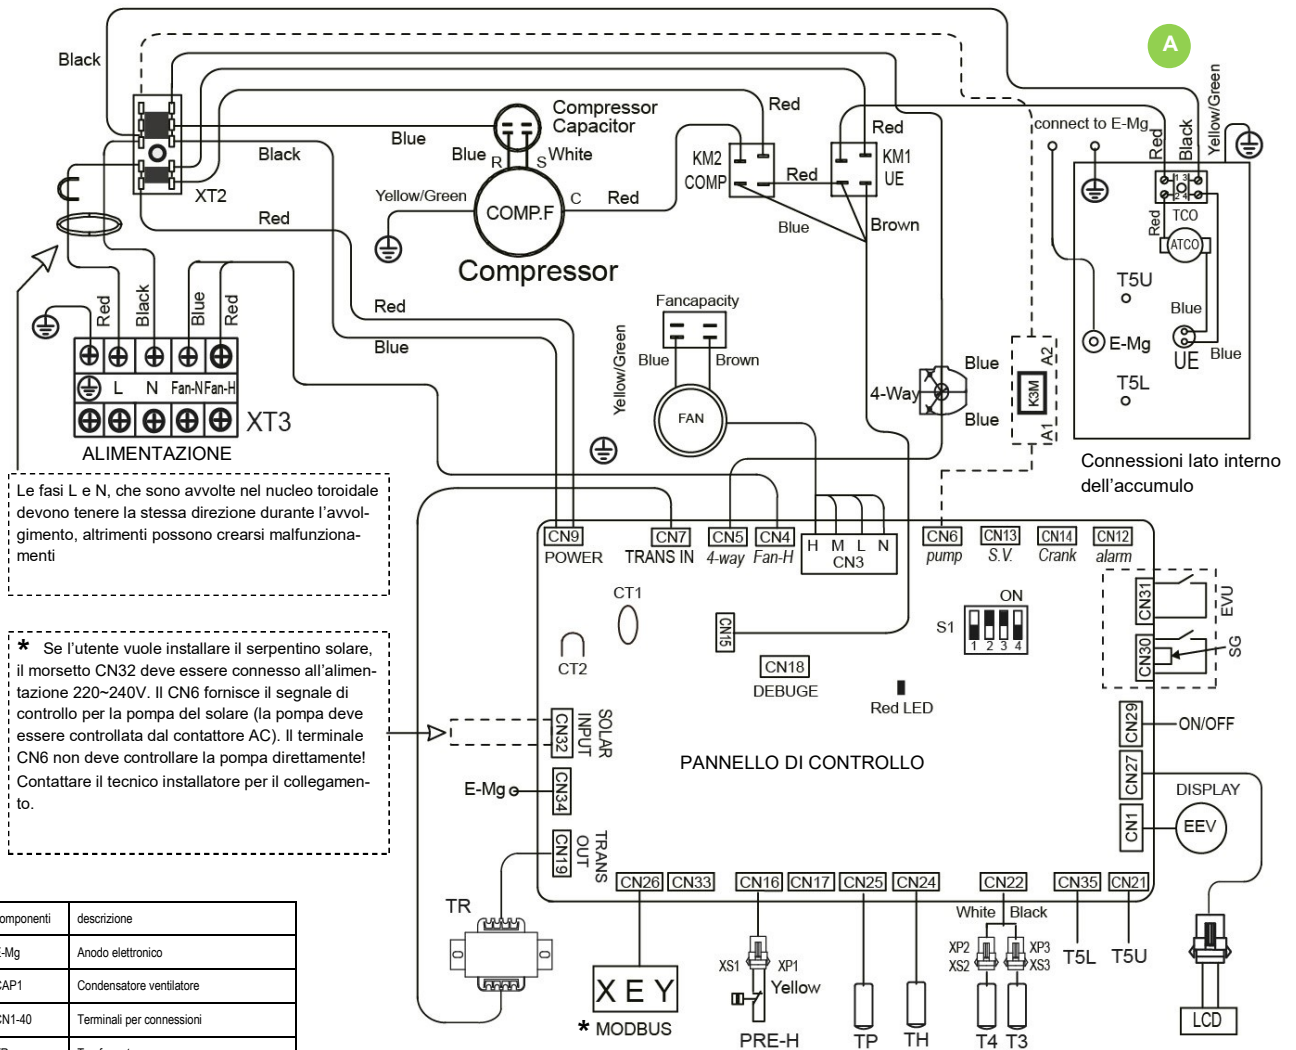 A
Black
Compressor
Capacitor
Red
Red
Yellow/Green
Blue
connect to E-Mg
Red
Black
Blue
R
S
White
Black
KM2
COMP
KM1
UE
Red
XT2
Yellow/Green
C
Red
COMP.F
1 3
2 4
TCO
Red
Blue
Brown
Red
ATCO
Compressor
T5U
Red
Black
Blue
Red
Red
Fancapacity
Blue
Blue
E-Mg
UE
Blue
Yellow/Green
Blue
Brown
Blue
A2
4-Way
K3M
T5L
L
N
Fan-N
Fan-H
XT3
FAN
Blue
A1
ALIMENTAZIONE
Connessioni lato interno
dell'accumulo
Le fasi L e N, che sono avvolte nel nucleo toroidale
devono tenere la stessa direzione durante l'avvol-
gimento, altrimenti possono crearsi malfunziona-
menti
CN9
POWER
CN7
TRANS IN
CN5
4-way
CN4
Fan-H
H M L N
CN3
CN6
pump
CN13
S.V.
CN14
Crank
CN12
alarm
CT1
ON
S1
1 2 3 4
CN31
EVU
CN15
CN30
SG
CT2
CN18
DEBUGE
Red LED
* Se l'utente vuole installare il serpentino solare,
il morsetto CN32 deve essere connesso all'alimen-
tazione 220~240V. Il CN6 fornisce il segnale di
controllo per la pompa del solare (la pompa deve
essere controllata dal contattore AC). Il terminale
CN6 non deve controllare la pompa direttamente!
Contattare il tecnico installatore per il collegamen-
to.
CN32
SOLAR
INPUT
CN29
ON/OFF
PANNELLO DI CONTROLLO
CN27
E-Mg
CN34
DISPLAY
CN1
EEV
CN19
TRANS
OUT
CN26
CN33
CN16
CN17
CN25
CN24
CN22
CN35
CN21
TR
White
Black
XP2
XS2
XP3
XS3
T5L
T5U
XS1
XP1
Yellow
X E Y
* MODBUS
PRE-H
TP
TH
T4
T3
LCD
omponenti
descrizione
E-Mg
Anodo elettronico
CAP1
Condensatore ventilatore
CN1-40
Terminali per connessioni